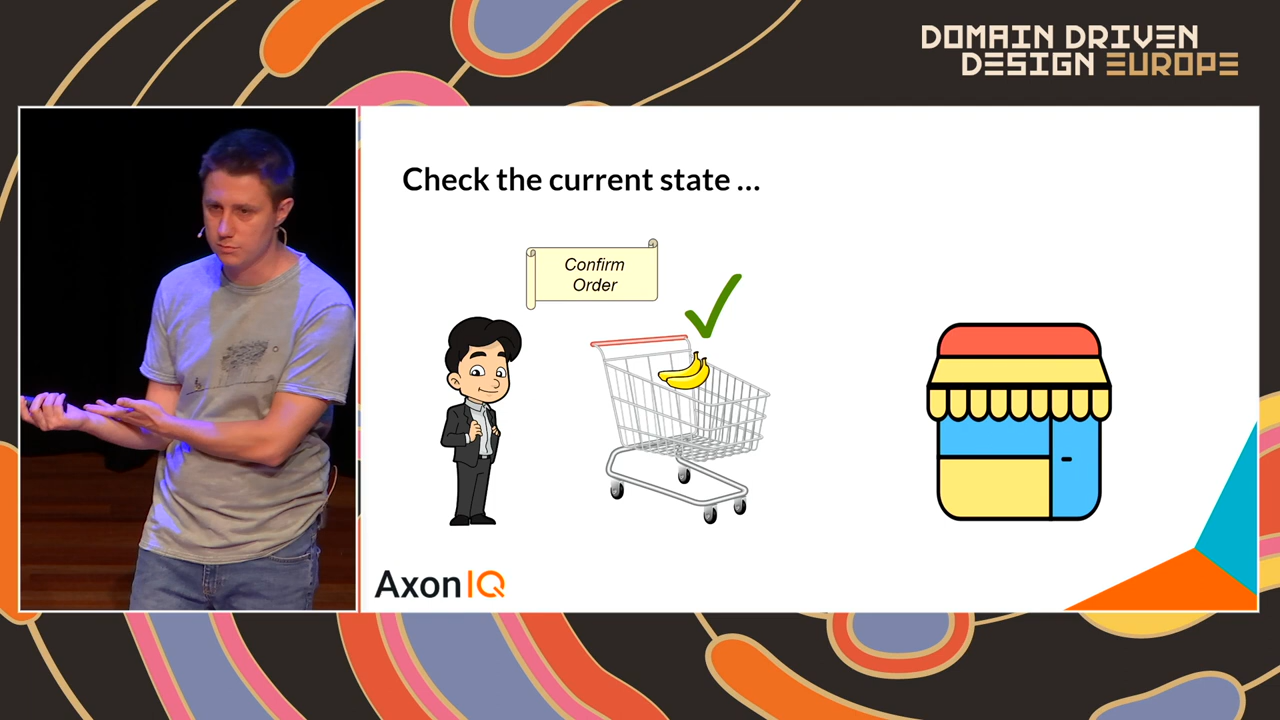 DOMAIN DRIVEN
DESIGN EUROPE
Check the current state ...
Confirm
Order
AxonIQ